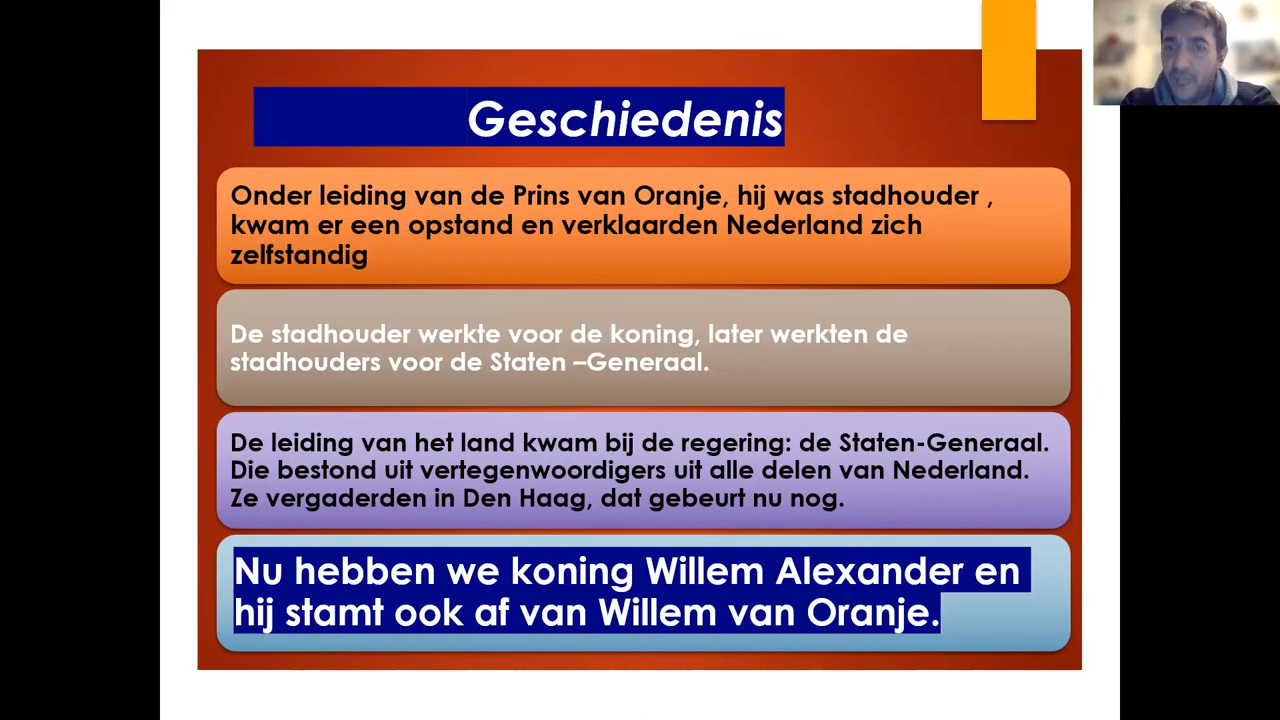 Geschiedenis
Onder leiding van de Prins van Oranje, hij was stadhouder ,
kwam er een opstand en verklaarden Nederland zich
zelfstandig
De stadhouder werkte voor de koning, later werkten de
stadhouders voor de Staten –Generaal.
De leiding van het land kwam bij de regering: de Staten-Generaal.
Die bestond uit vertegenwoordigers uit alle delen van Nederland.
Ze vergaderden in Den Haag, dat gebeurt nu nog.
Nu hebben we koning Willem Alexander en
hij stamt ook af van Willem van Oranje.